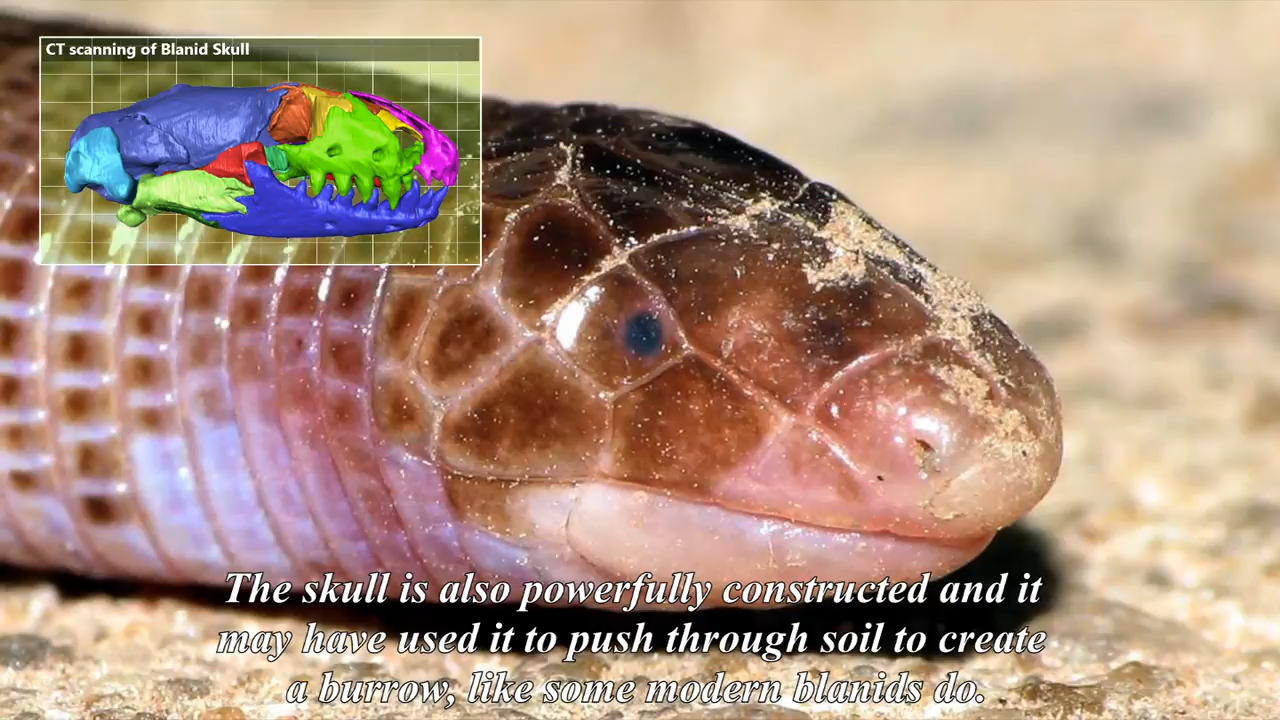 CT scanning of Blanid Skull
The skull is also powerfully constructed and it
may have used it to push through soil to create
a burrow, like some modern blanids do.